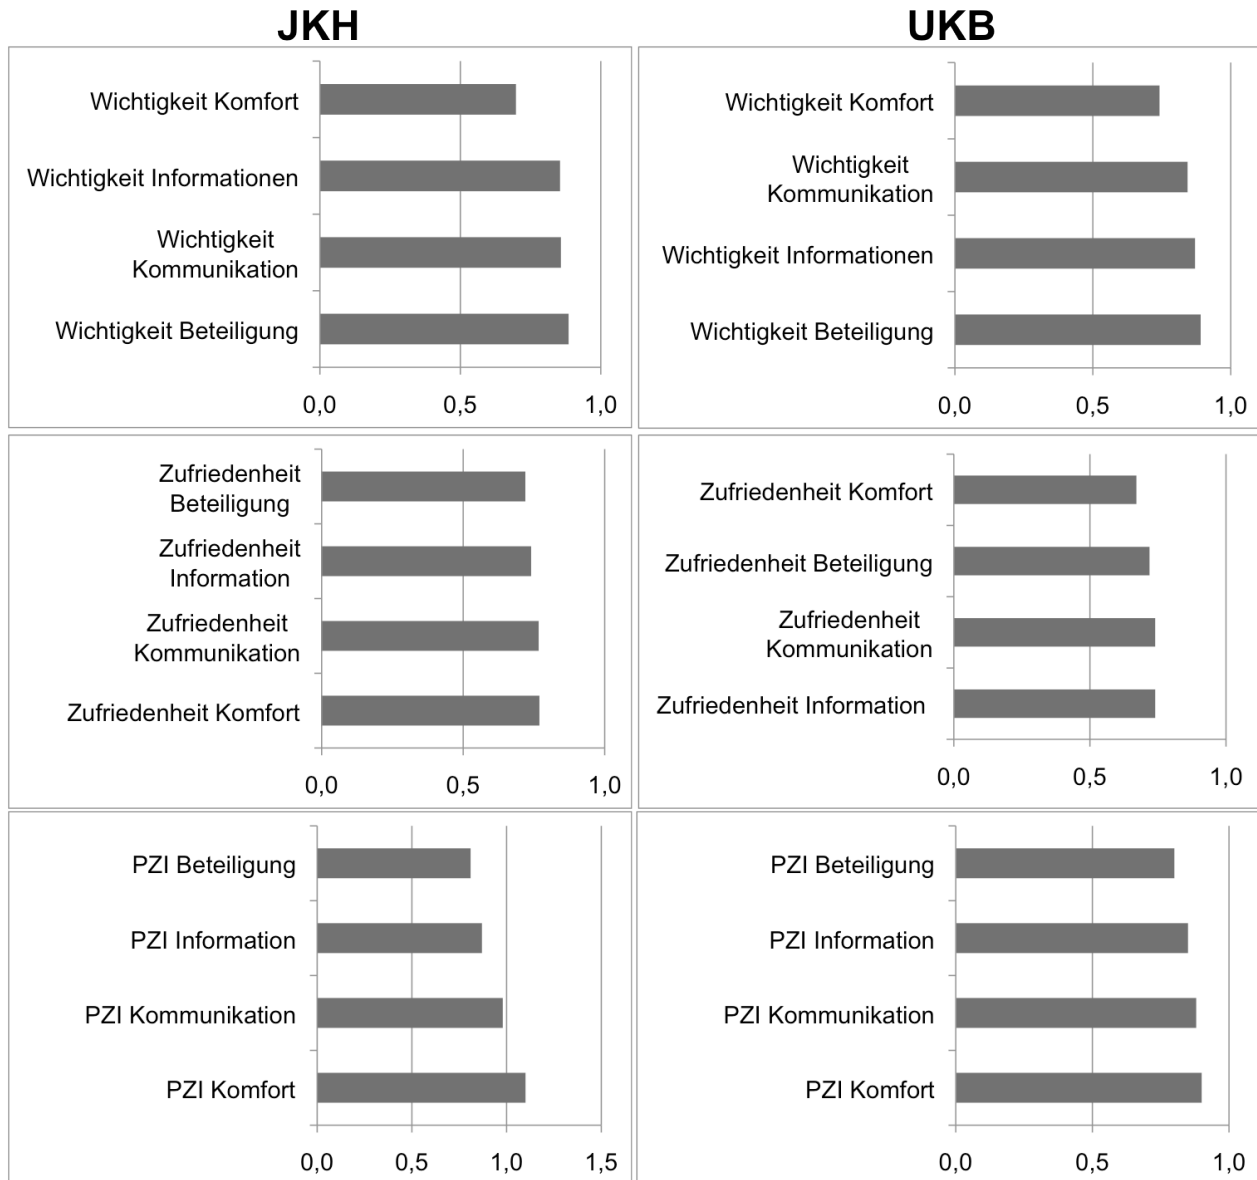 JKH
Wichtigkeit Komfort
Wichtigkeit Informationen
Wichtigkeit
Kommunikation
Wichtigkeit Beteiligung
0,0 0,5 1,0
UKB
Wichtigkeit Komfort
Wichtigkeit
Kommunikation
Wichtigkeit Informationen
Wichtigkeit Beteiligung
0,0 0,5 1,0
Zufriedenheit
Beteiligung
Zufriedenheit
Information
Zufriedenheit
Kommunikation
Zufriedenheit Komfort
0,0 0,5 1,0
Zufriedenheit Komfort
Zufriedenheit Beteiligung
Zufriedenheit
Kommunikation
Zufriedenheit Information
0,0 0,5 1,0
PZI Beteiligung
PZI Information
PZI Kommunikation
PZI Komfort
0,0 0,5 1,0 1,5
PZI Beteiligung
PZI Information
PZI Kommunikation
PZI Komfort
0,0 0,5 1,0